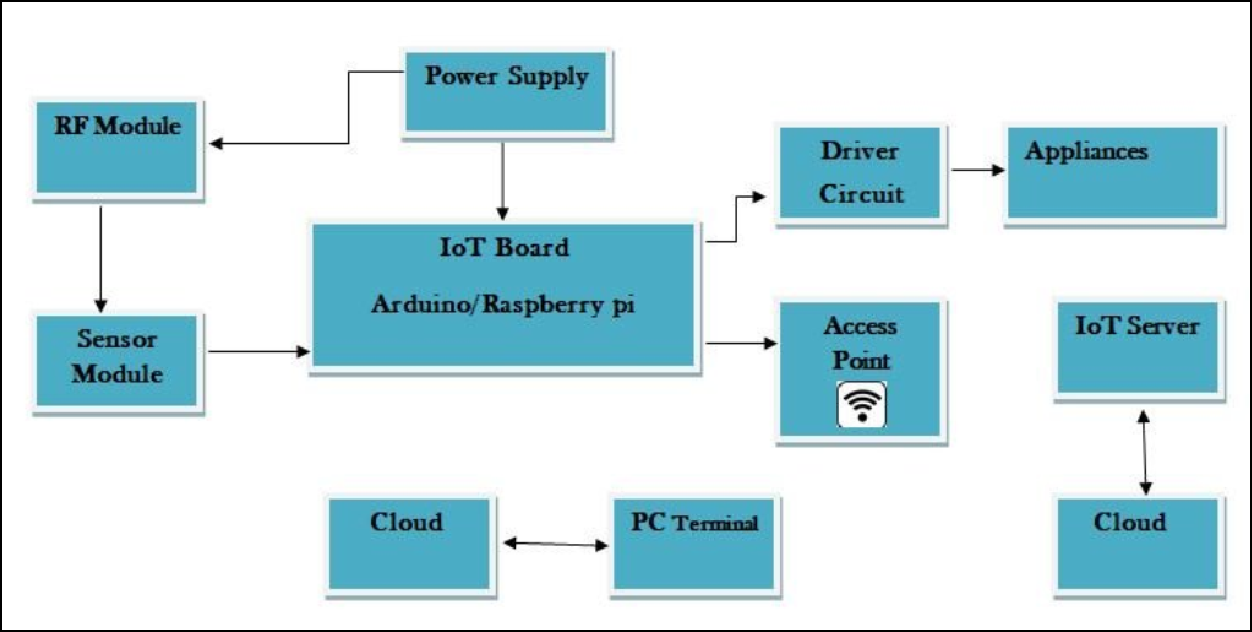 Power Supply
RF Module
Driver
Circuit
Appliances
IoT Board
Arduino/Raspberry pi
Sensor
Module
Access
Point
IoT Server
Cloud
PC Terminal
Cloud